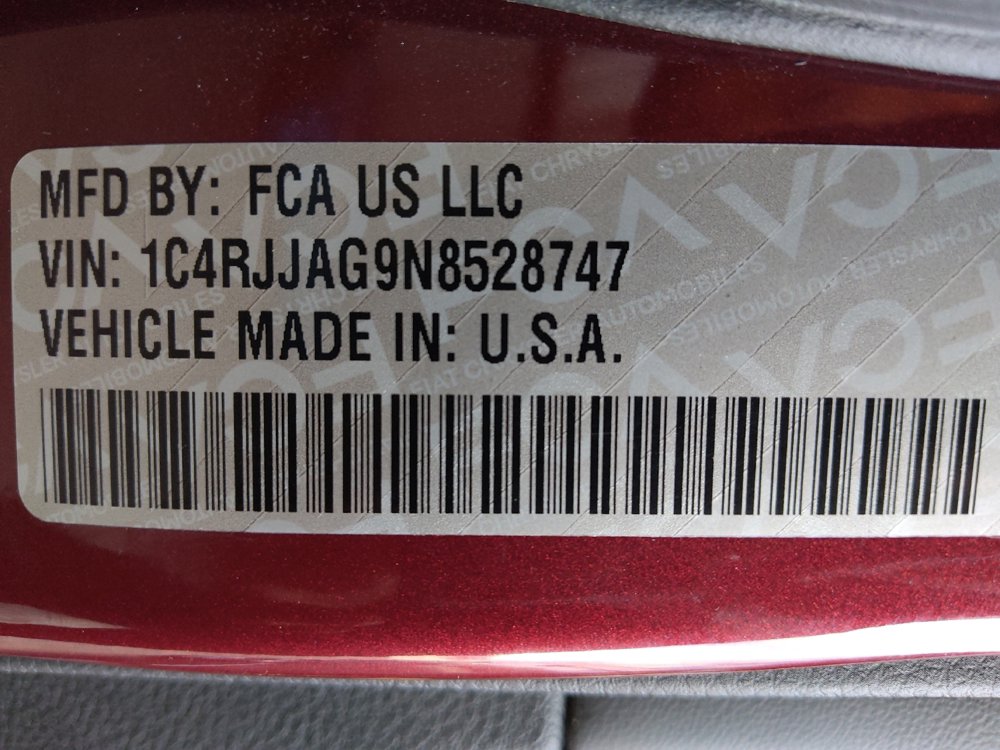 MFD BY: FCA US LLC
VIN: 1C4RJJAG9N8528747
VEHICLE MADE IN: U.S.A.